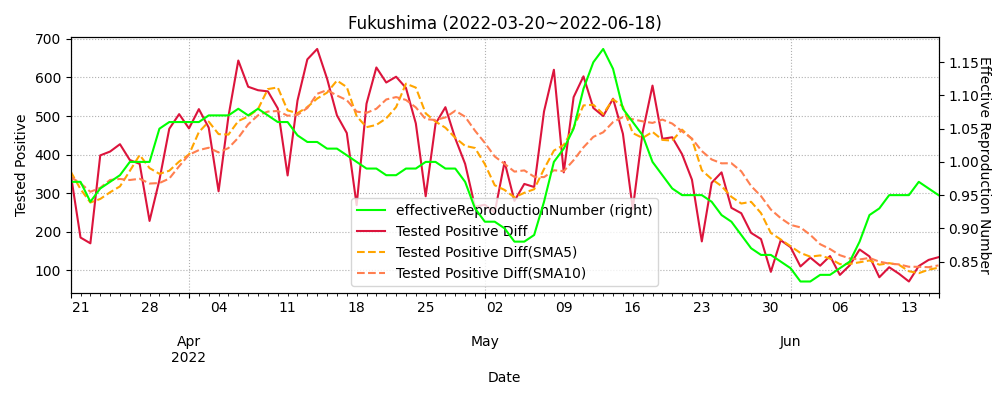 Fukushima (2022-03-20~2022-06-18)
Tested Positive
700
600
500
400
300
200
100
1.15
1.10
1.05
1.00
0.95
0.90
0.85
Effective Reproduction Number
effectiveReproductionNumber (right)
Tested Positive Diff
Tested Positive Diff(SMA5)
Tested Positive Diff(SMA10)
21 28 04 11 18 25 02 09 16 23 30 06 13
Apr May Jun
2022
Date